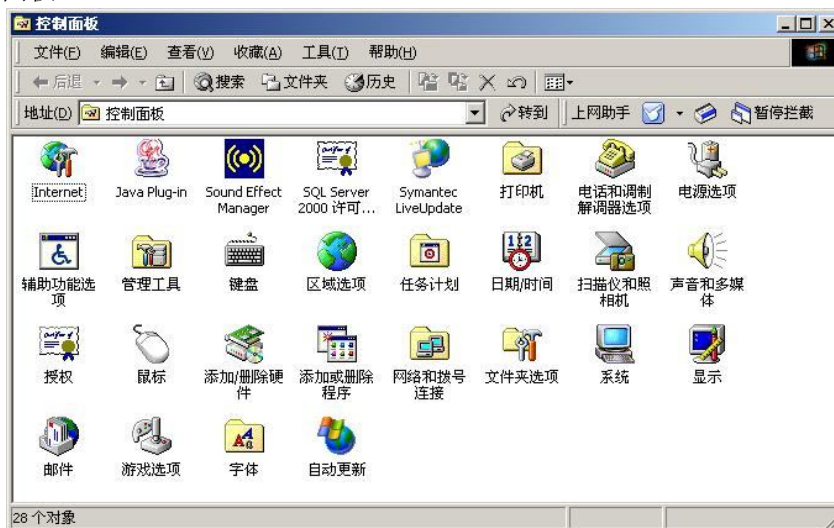 控制面板
文件(F) 编辑(E) 查看(V) 收藏(A) 工具(T) 帮助(H)
后退 搜索 文件夹 历史
地址(D) 控制面板 转到 上网助手 暂停拦截
Internet Java Plug-in Sound Effect Manager SQL Server 2000 许可... Symantec LiveUpdate 打印机 电话和调制解调器选项 电源选项
辅助功能选项 管理工具 键盘 区域选项 任务计划 日期/时间 扫描仪和照相机 声音和多媒体
授权 鼠标 添加/删除硬件 添加或删除程序 网络和拨号连接 文件夹选项 系统 显示
邮件 游戏选项 字体 自动更新
28 个对象